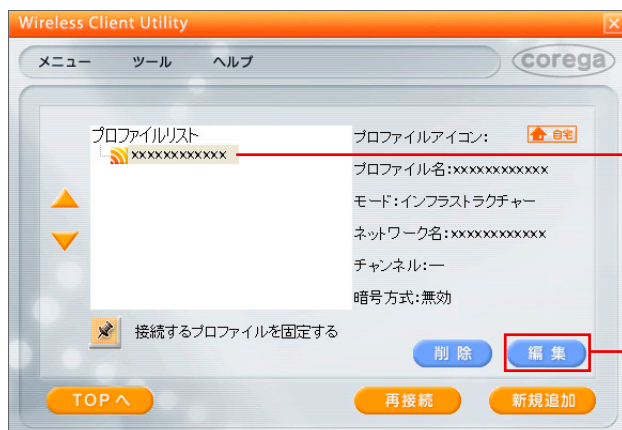 Wireless Client Utility
メニュー ツール ヘルプ corega
プロファイルリスト
xxxxxxxxxxxx
プロファイルアイコン: 自宅
プロファイル名:xxxxxxxxxxxx
モード:インフラストラクチャー
ネットワーク名:xxxxxxxxxxxx
チャンネル:—
暗号方式:無効
接続するプロファイルを固定する
削除 編集
TOPへ 再接続 新規追加